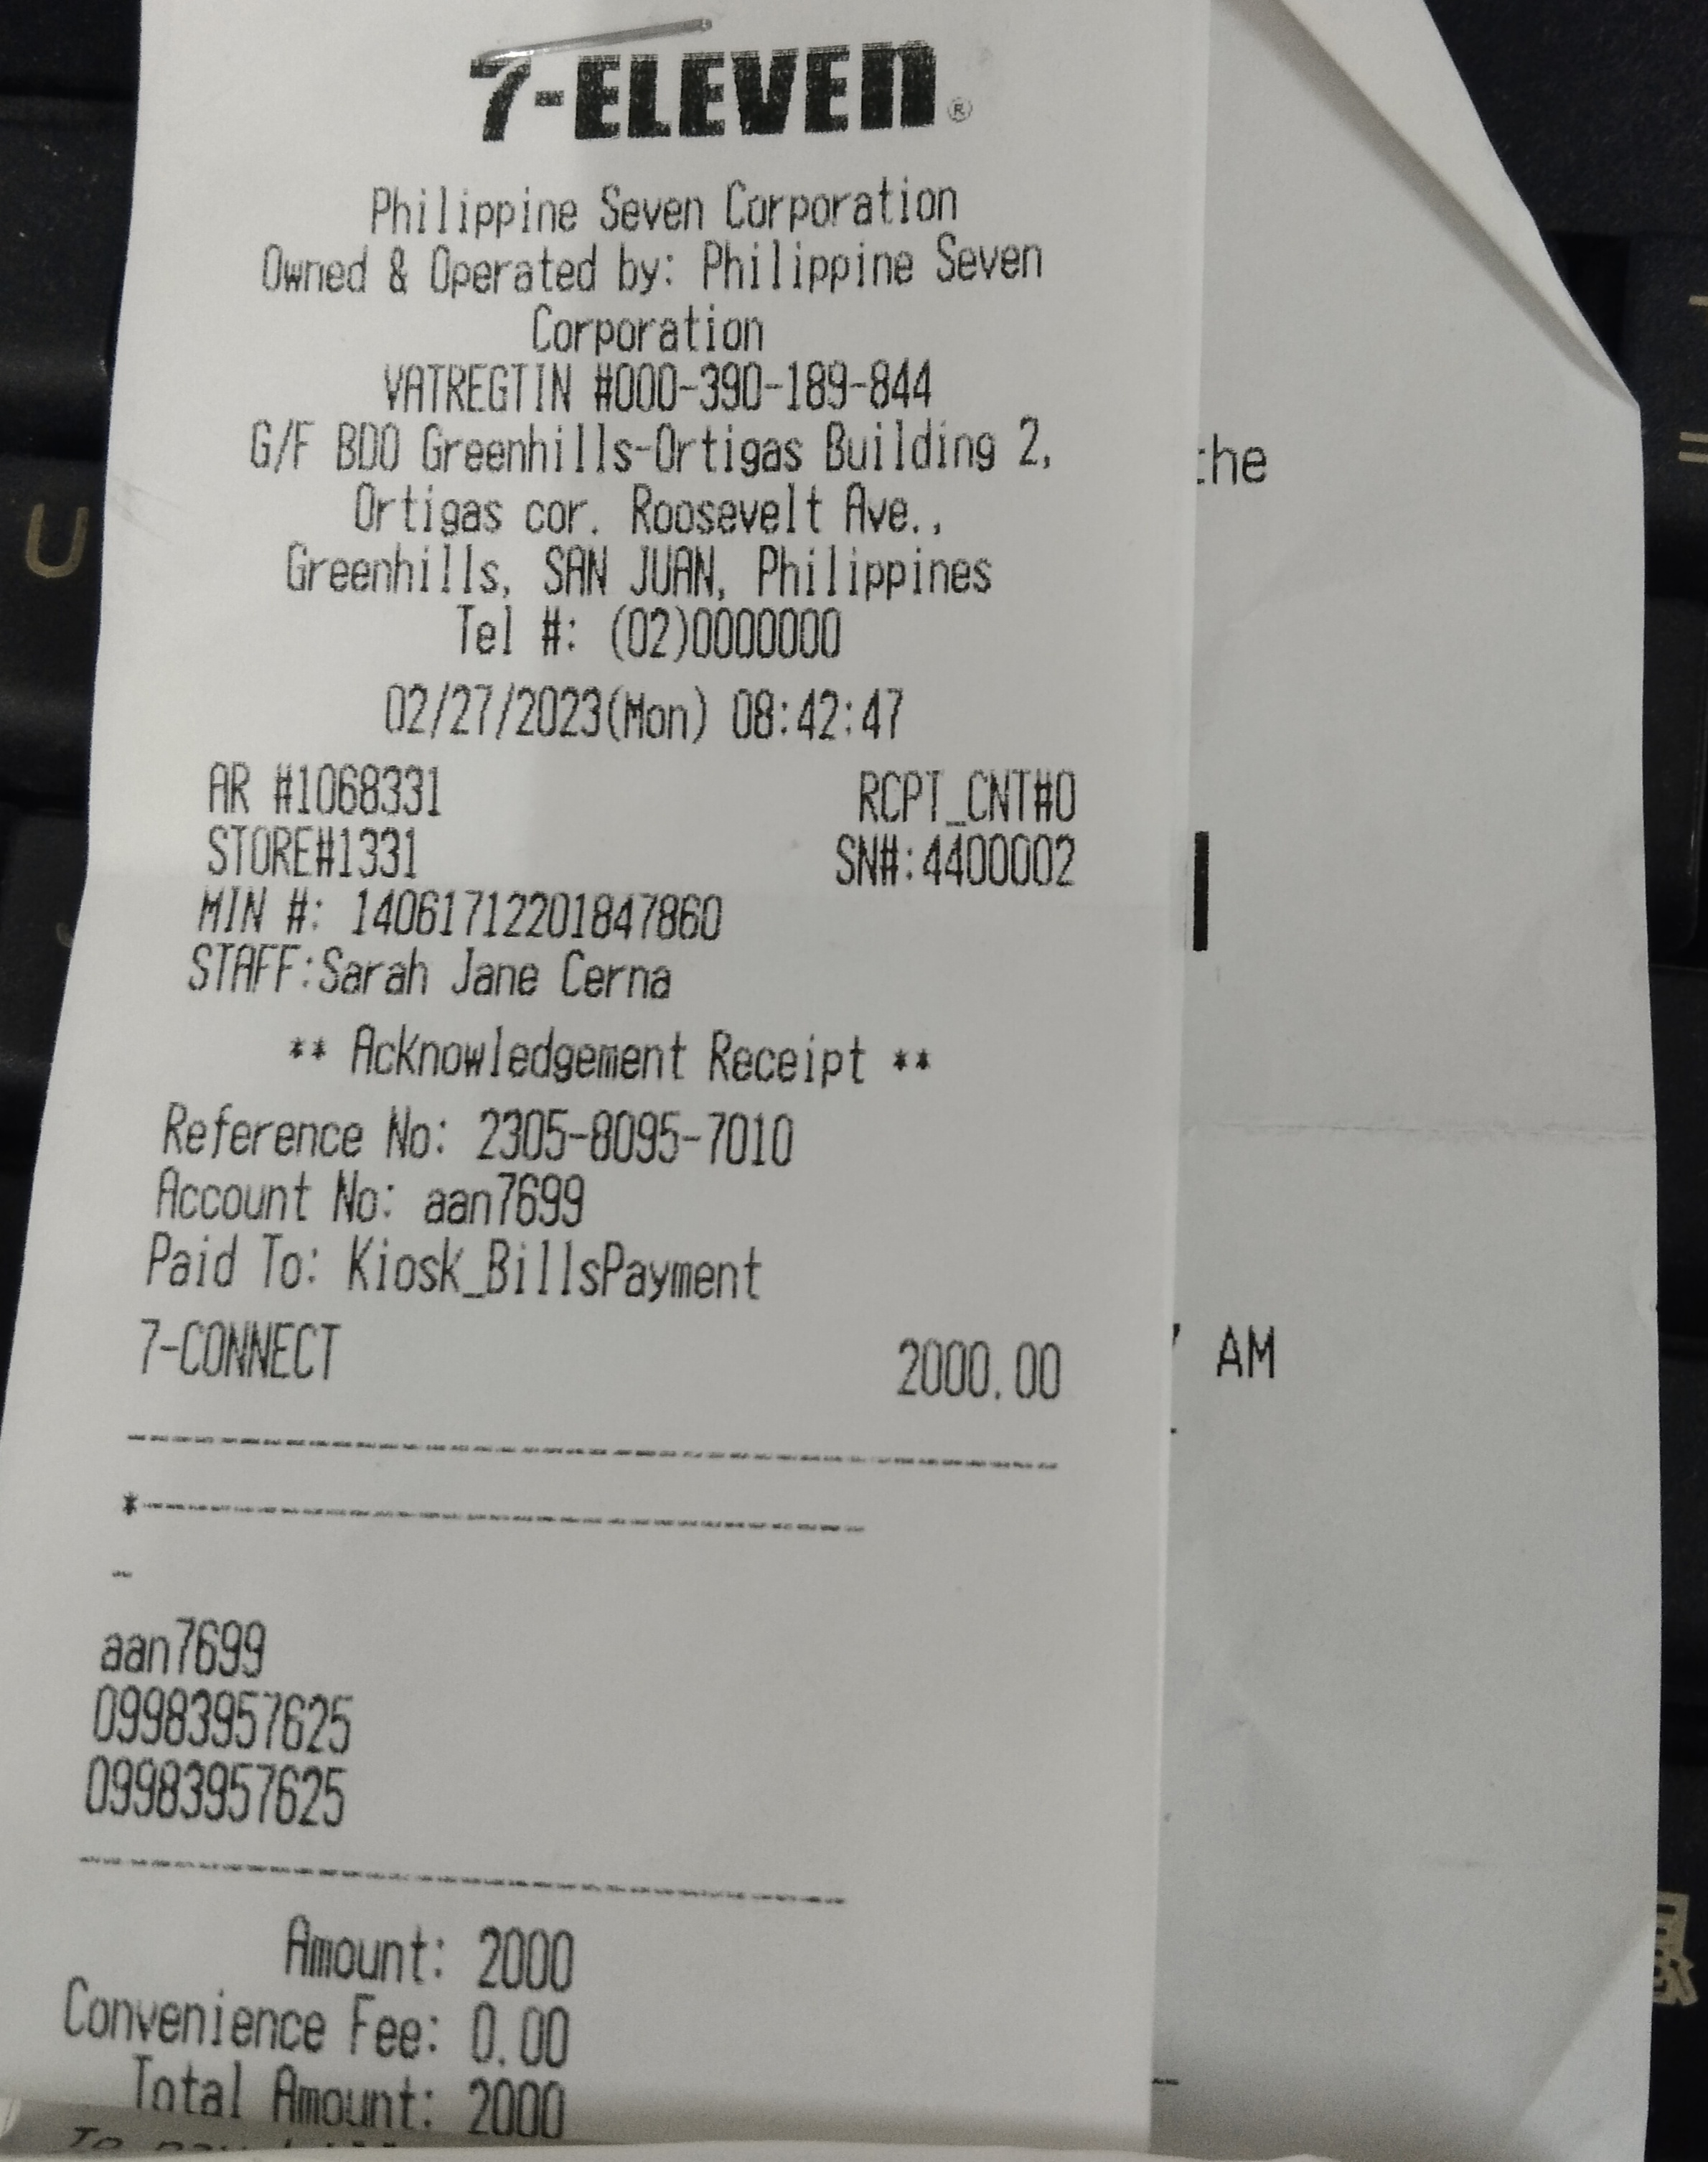 7-ELEVEn®
Philippine Seven Corporation
Owned & Operated by: Philippine Seven
Corporation
VATREGTIN #000-390-189-844
G/F BDO Greenhills-Ortigas Building 2,
Ortigas cor. Roosevelt Ave.,
Greenhills, SAN JUAN, Philippines
Tel #: (02)0000000
02/27/2023(Mon) 08:42:47
AR #1068331 RCPT_CNT#0
STORE#1331 SN#:4400002
MIN #: 14061712201847860
STAFF:Sarah Jane Cerna
** Acknowledgement Receipt **
Reference No: 2305-8095-7010
Account No: aan7699
Paid To: Kiosk_BillsPayment
7-CONNECT 2000.00
aan7699
09983957625
09983957625
Amount: 2000
Convenience Fee: 0.00
Total Amount: 2000
the
AM
U